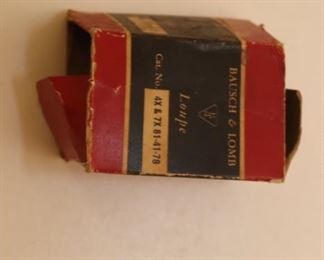 BAUSCH & LOMB
Loupe
Cat. No. 4X & 7X 81-41-78